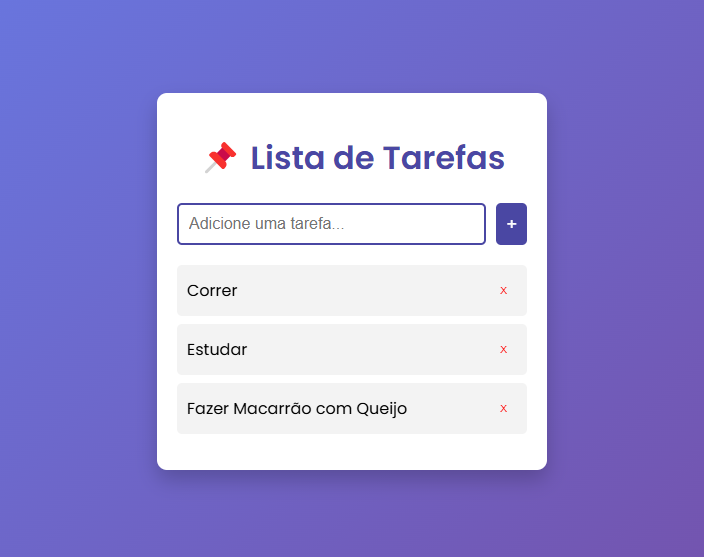 📌 Lista de Tarefas
Adicione uma tarefa...
+
Correr x
Estudar x
Fazer Macarrão com Queijo x